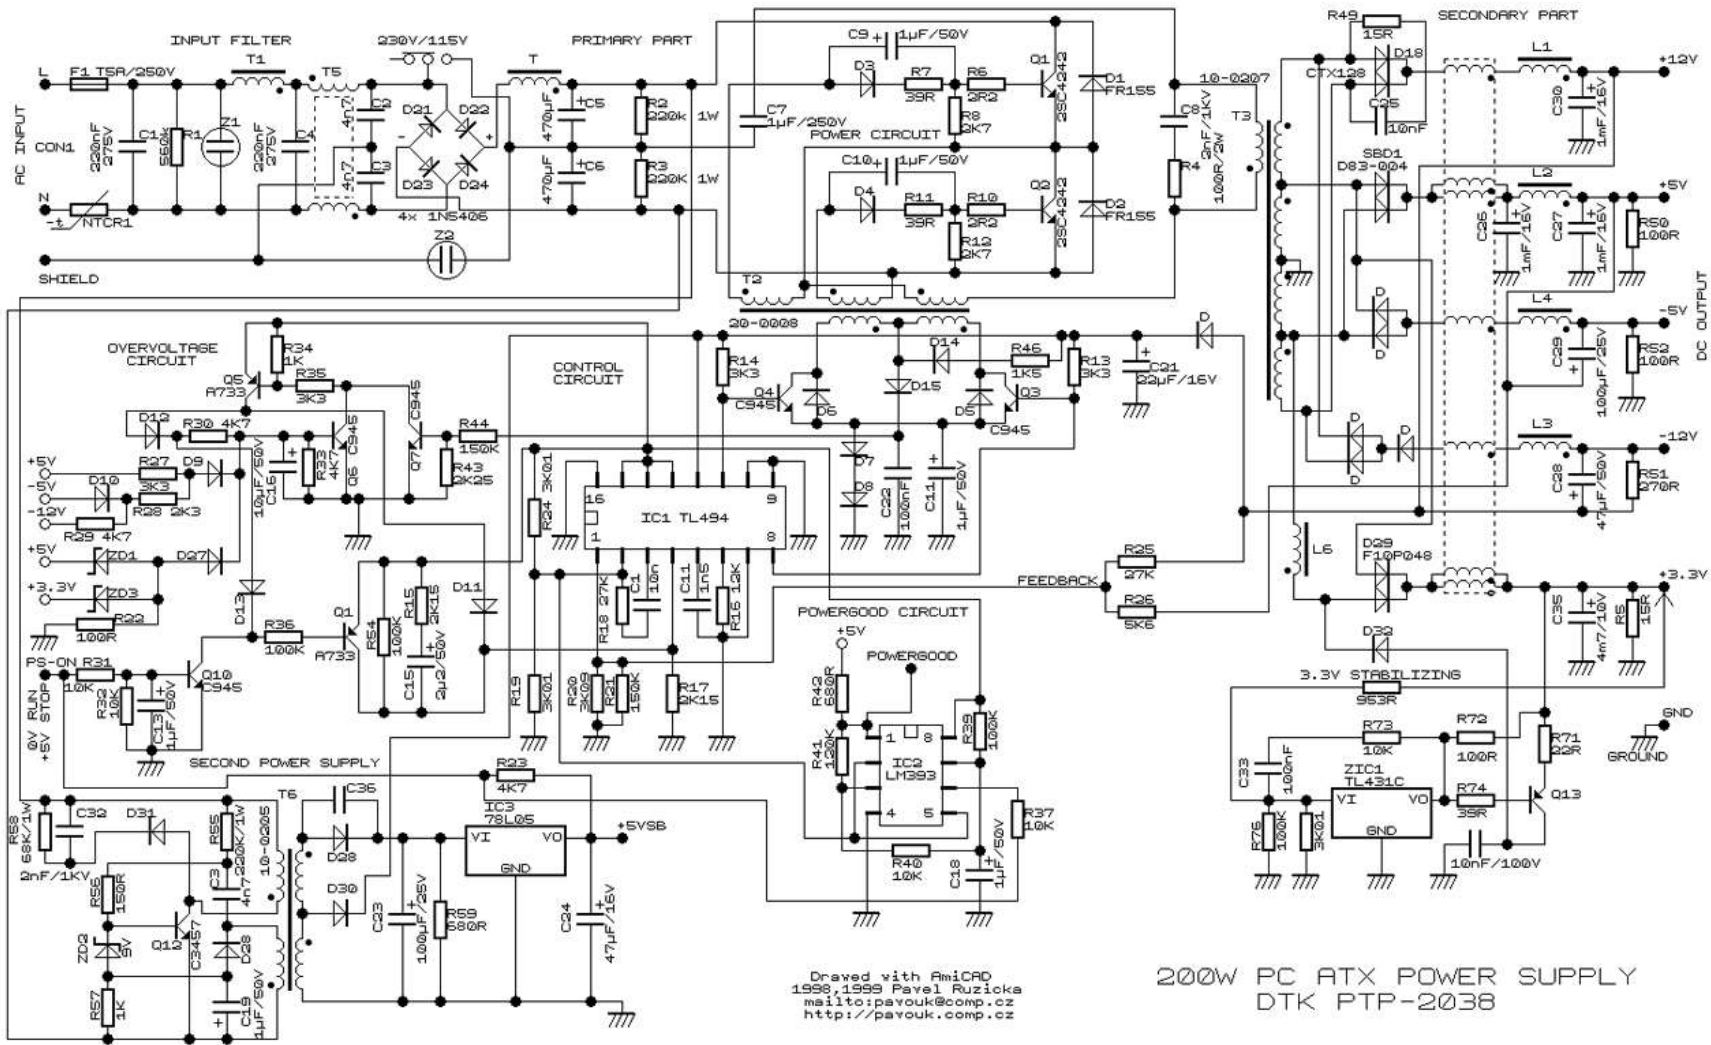 INPUT FILTER
230V/115V
PRIMARY PART
SECONDARY PART
AC INPUT
CON1
L
F1 T5A/250V
T1
T5
T
220nF
275V
C1
560k
R1
Z1
220nF
275V
C4
4n7
C2
4n7
C3
D21
D22
D23
D24
-
+
4x 1N5406
N
-t
NTCR1
Z2
SHIELD
470µF
C5
470µF
C6
R2
220k 1W
R3
220K 1W
C7
1µF/250V
C9
1µF/50V
D3
R7
39R
R6
2R2
R8
2K7
Q1
2SC4242
D1
FR155
POWER CIRCUIT
C10
1µF/50V
D4
R11
39R
R10
2R2
R12
2K7
Q2
2SC4242
D2
FR155
C8
2nF/1KV
R4
100R/2W
10-0207
T3
T2
20-0008
R49
15R
D18
CTX128
C25
10nF
L1
+12V
C30
1mF/16V
SBD1
D83-004
L2
+5V
C26
1mF/16V
C27
1mF/16V
R50
100R
D
D
L4
-5V
C29
100µF/25V
R52
100R
DC OUTPUT
D
D
D
L3
-12V
C28
47µF/50V
R51
270R
L6
D29
F10P048
+3.3V
C35
4m7/10V
R5
15R
D32
3.3V STABILIZING
953R
GND
GROUND
R73
10K
R72
100R
R71
22R
C33
100nF
ZIC1
TL431C
VI
VO
GND
R74
39R
Q13
R76
100K
3K01
10nF/100V
OVERVOLTAGE
CIRCUIT
R34
1K
Q5
A733
R35
3K3
C945
D12
R30 4K7
+5V
R27
3K3
D9
-5V
D10
R28 2K3
-12V
R29 4K7
+5V
ZD1
D27
+3.3V
ZD3
R22
100R
C16
10µF/50V
R33
4K7
Q6
C945
Q7
R44
150K
R43
2K25
D13
R36
100K
Q1
A733
R54
100K
R15
2K15
C15
2µ2/50V
D11
PS-ON
R31
10K
0V RUN
+5V STOP
R32
10K
C13
1µF/50V
Q10
C945
CONTROL
CIRCUIT
R14
3K3
Q4
C945
D6
D14
D15
R46
1K5
D5
Q3
C945
R13
3K3
C21
22µF/16V
D
D7
D8
C22
100nF
C11
1µF/50V
R24
3K01
16
9
IC1 TL494
1
8
R18 27K
C1
10n
C11
1n5
R16 12K
R19
3K01
R20
3K09
R21
150K
R17
2K15
FEEDBACK
R25
27K
R26
5K6
POWERGOOD CIRCUIT
+5V
POWERGOOD
R42
680R
R41
120K
1
8
IC2
LM393
4
5
R39
100K
R37
10K
R40
10K
C18
1µF/50V
SECOND POWER SUPPLY
R58
68K/1W
C32
2nF/1KV
D31
R55
220K/1W
R56
150R
C3
4n7
10-0205
T6
ZD2
9V
Q12
C3457
D28
R57
1K
C19
1µF/50V
C36
D28
D30
R23
4K7
IC3
78L05
VI
VO
GND
+5VSB
C23
100µF/25V
R59
680R
C24
47µF/16V
Drawed with AmiCAD
1998,1999 Pavel Ruzicka
mailto:pavouk@comp.cz
http://pavouk.comp.cz
200W PC ATX POWER SUPPLY
DTK PTP-2038